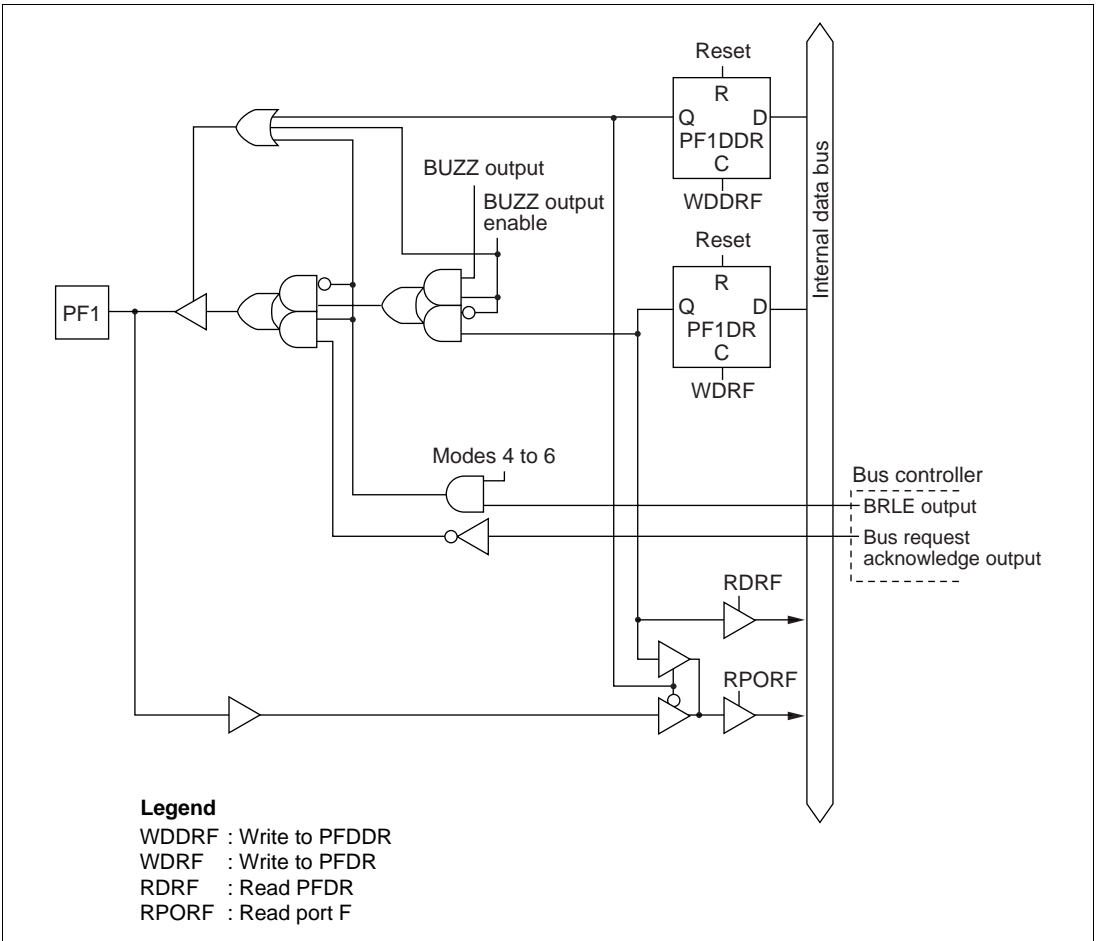 Reset
R
Q D
PF1DDR
C
WDDRF
Internal data bus
BUZZ output
BUZZ output
enable
Reset
R
Q D
PF1DR
C
WDRF
PF1
Modes 4 to 6
Bus controller
BRLE output
Bus request
acknowledge output
RDRF
RPORF
Legend
WDDRF : Write to PFDDR
WDRF : Write to PFDR
RDRF : Read PFDR
RPORF : Read port F